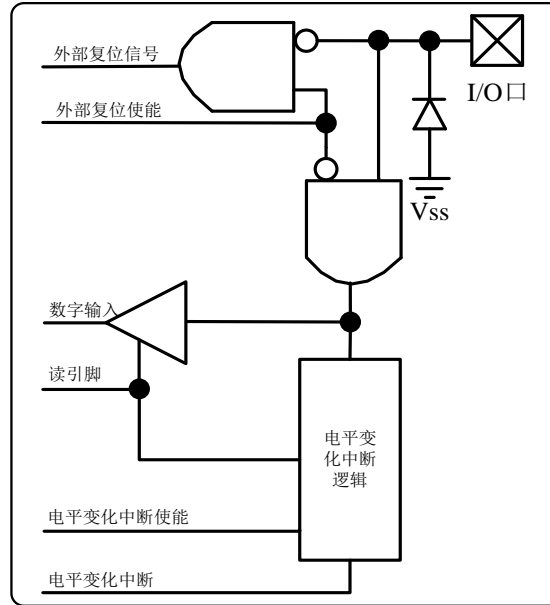 外部复位信号
I/O口
外部复位使能
Vss
数字输入
读引脚
电平变
化中断
逻辑
电平变化中断使能
电平变化中断